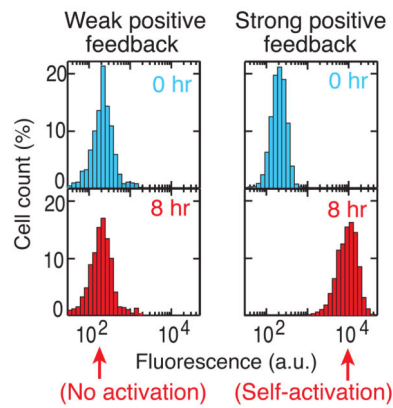 Weak positive feedback
Strong positive feedback
20
10
0
0 hr
0 hr
Cell count (%)
20
10
0
8 hr
8 hr
10²
10⁴
10²
10⁴
Fluorescence (a.u.)
(No activation)
(Self-activation)